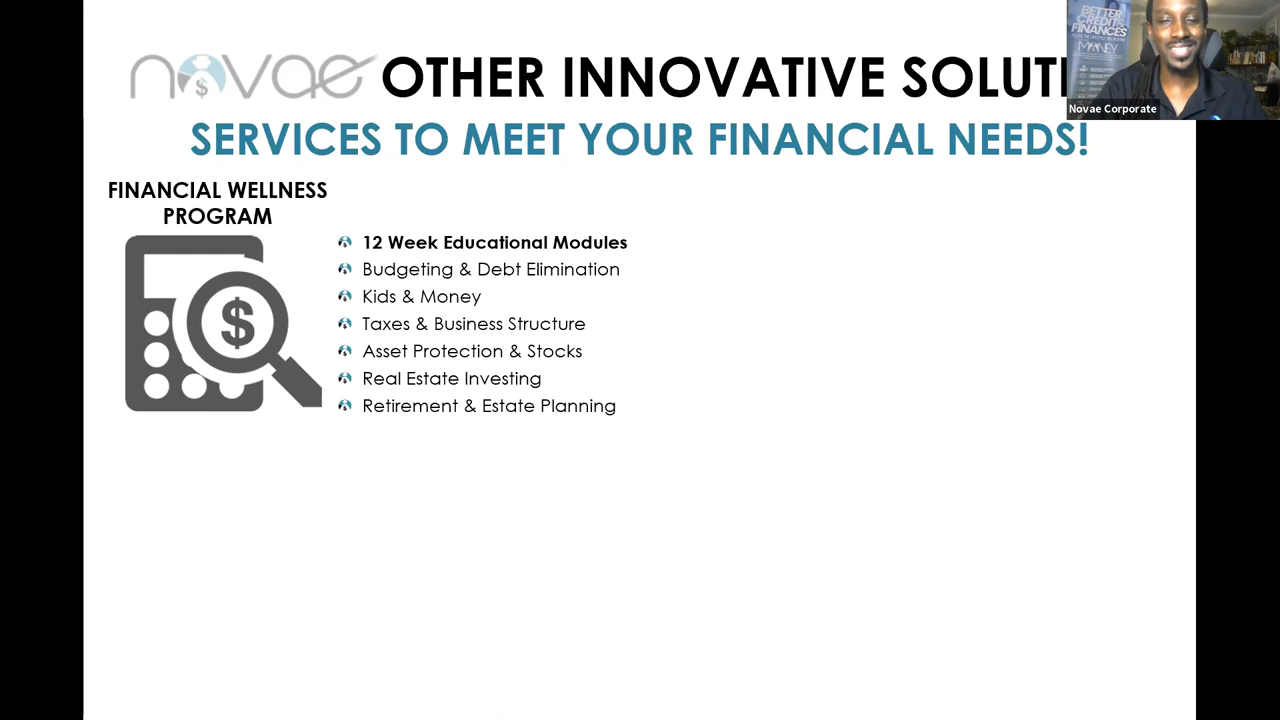 novae OTHER INNOVATIVE SOLUTI
SERVICES TO MEET YOUR FINANCIAL NEEDS!
FINANCIAL WELLNESS
PROGRAM
$
12 Week Educational Modules
Budgeting & Debt Elimination
Kids & Money
Taxes & Business Structure
Asset Protection & Stocks
Real Estate Investing
Retirement & Estate Planning
BETTER
CREDIT
FINANCES
MONEY
Novae Corporate